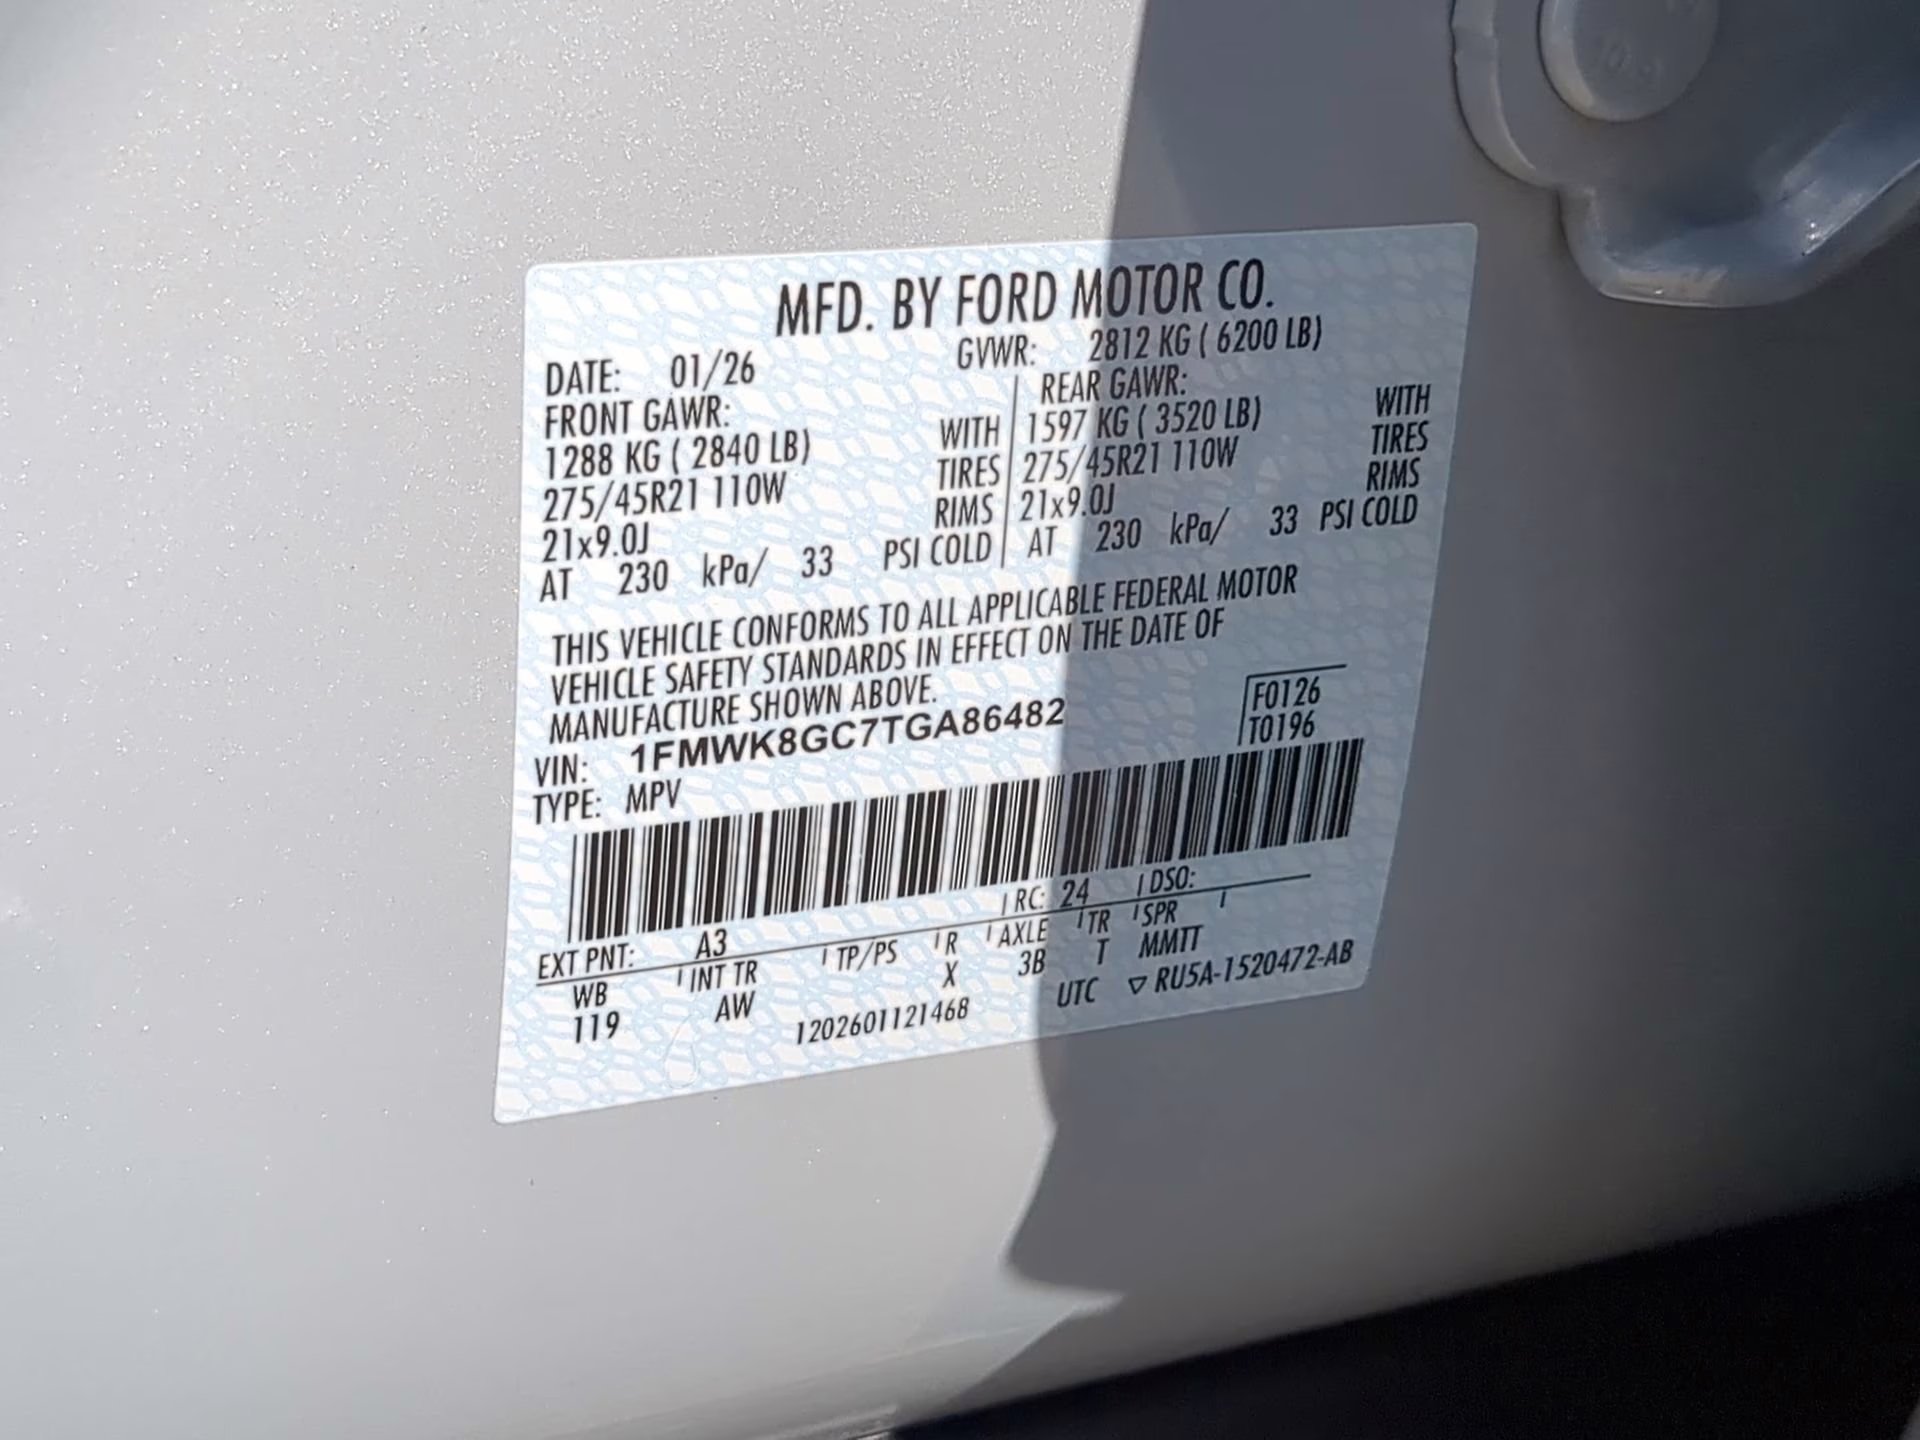 MFD. BY FORD MOTOR CO.
DATE: 01/26 GVWR: 2812 KG ( 6200 LB)
FRONT GAWR: REAR GAWR:
1288 KG ( 2840 LB) WITH 1597 KG ( 3520 LB) WITH
275/45R21 110W TIRES 275/45R21 110W TIRES
21x9.0J RIMS 21x9.0J RIMS
AT 230 kPa/ 33 PSI COLD AT 230 kPa/ 33 PSI COLD
THIS VEHICLE CONFORMS TO ALL APPLICABLE FEDERAL MOTOR
VEHICLE SAFETY STANDARDS IN EFFECT ON THE DATE OF
MANUFACTURE SHOWN ABOVE.
F0126
T0196
VIN: 1FMWK8GC7TGA86482
TYPE: MPV
EXT PNT: A3 RC: 24 DSO:
WB INT TR TP/PS R AXLE TR SPR
119 AW X 3B T MMTT
1202601121468 UTC ▽ RU5A-1520472-AB